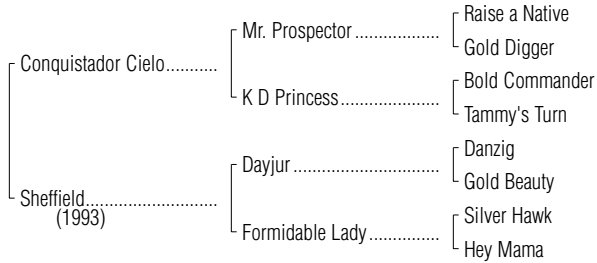 Raise a Native
Mr. Prospector ..................
Gold Digger
Conquistador Cielo...........
Bold Commander
K D Princess.....................
Tammy's Turn
Danzig
Dayjur ...............................
Gold Beauty
Sheffield............................
(1993)
Silver Hawk
Formidable Lady...............
Hey Mama